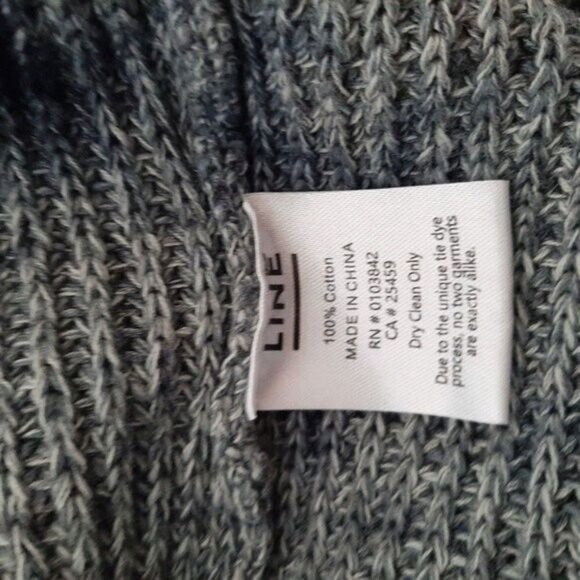 LINE
100% Cotton
MADE IN CHINA
RN # 0103842
CA # 25459
Dry Clean Only
Due to the unique tie dye
process, no two garments
are exactly alike.